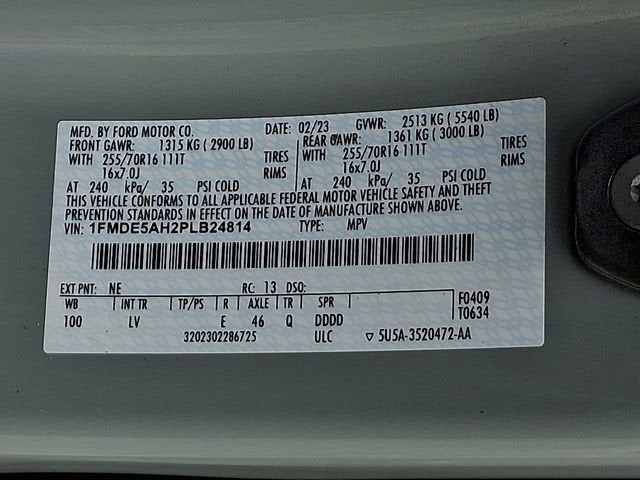 MFD. BY FORD MOTOR CO. DATE: 02/23 GVWR: 2513 KG ( 5540 LB)
FRONT GAWR: 1315 KG ( 2900 LB) REAR GAWR: 1361 KG ( 3000 LB)
WITH 255/70R16 111T TIRES WITH 255/70R16 111T TIRES
16x7.0J RIMS 16x7.0J RIMS
AT 240 kPa/ 35 PSI COLD AT 240 kPa/ 35 PSI COLD
THIS VEHICLE CONFORMS TO ALL APPLICABLE FEDERAL MOTOR VEHICLE SAFETY AND THEFT
PREVENTION STANDARDS IN EFFECT ON THE DATE OF MANUFACTURE SHOWN ABOVE.
VIN: 1FMDE5AH2PLB24814 TYPE: MPV
EXT PNT: NE RC: 13 DSO:
WB INT TR TP/PS R AXLE TR SPR F0409
100 LV E 46 Q DDDD T0634
3202302286725 ULC ▽ 5U5A-3520472-AA